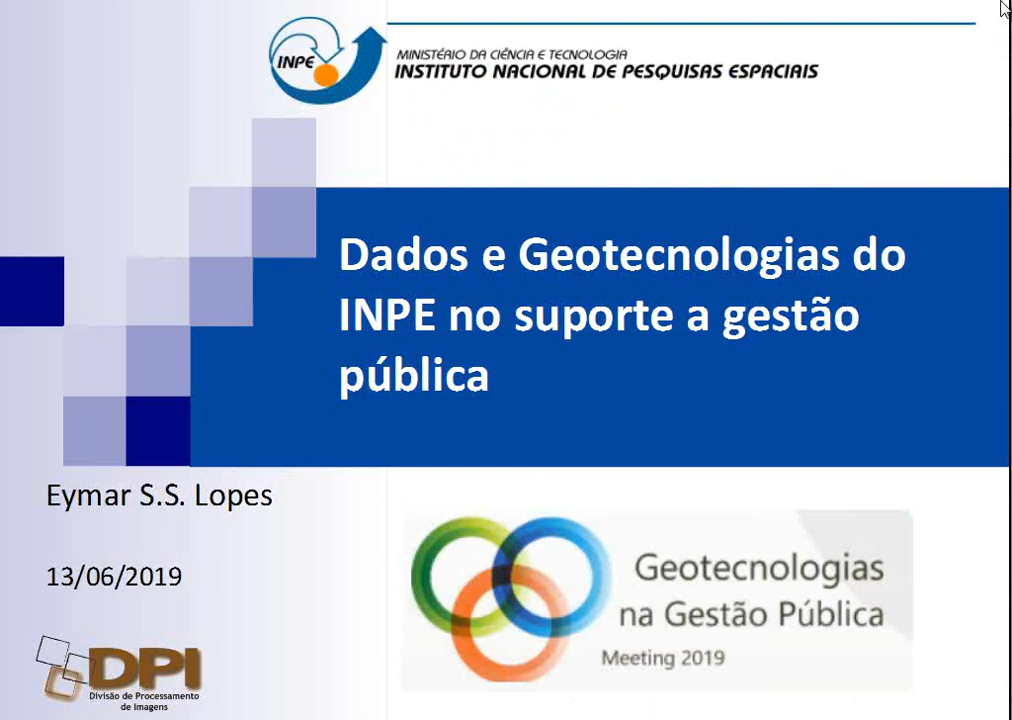 INPE
MINISTÉRIO DA CIÊNCIA E TECNOLOGIA
INSTITUTO NACIONAL DE PESQUISAS ESPACIAIS
Dados e Geotecnologias do
INPE no suporte a gestão
pública
Eymar S.S. Lopes
13/06/2019
Geotecnologias
na Gestão Pública
Meeting 2019
DPI
Divisão de Processamento
de Imagens